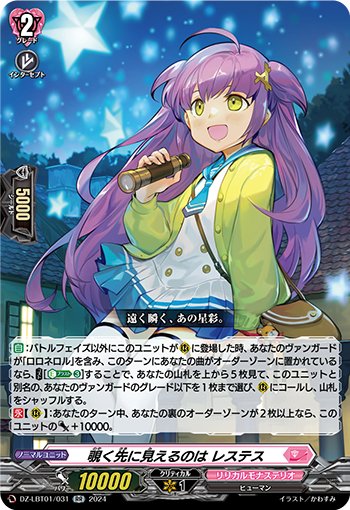 2
グレード
インターセプト
5000
シールド
遠く瞬く、あの星彩。
自：バトルフェイズ以外にこのユニットがRに登場した時、あなたのヴァンガード
が「ロロネロル」を含み、このターンにあなたの曲がオーダーゾーンに置かれている
なら、【ブラスト3】することで、あなたの山札を上から5枚見て、このユニットと
別名の、あなたのヴァンガードのグレード以下を1枚まで選び、Rにコールし、山札
をシャッフルする。
永【R】：あなたのターン中、あなたの裏のオーダーゾーンが2枚以上なら、このユ
ニットの+10000。
ノーマルユニット
覗く先に見えるのは レステス
リリカルモナステリオ
パワー
10000
クリティカル
1
ヒューマン
DZ-LBT01/031 RR 2024
イラスト／かわすみ